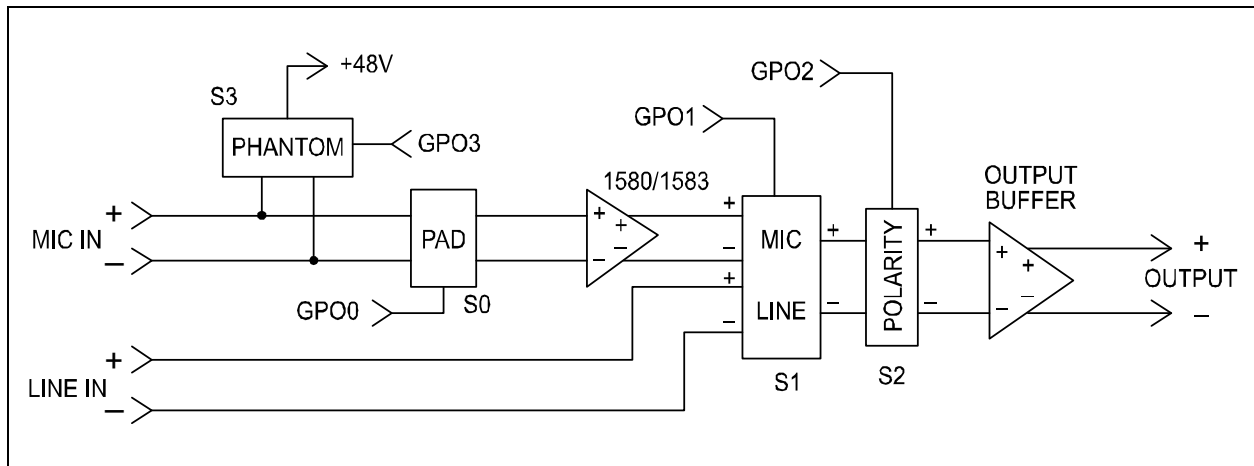 +48V
S3
GPO2
GPO1
PHANTOM
GPO3
1580/1583
OUTPUT
BUFFER
+
MIC IN
−
PAD
+
+
−
−
+
−
+
−
MIC
LINE
+
−
POLARITY
+
−
+
+
−
−
+
OUTPUT
−
GPO0
S0
S1
S2
+
LINE IN
−